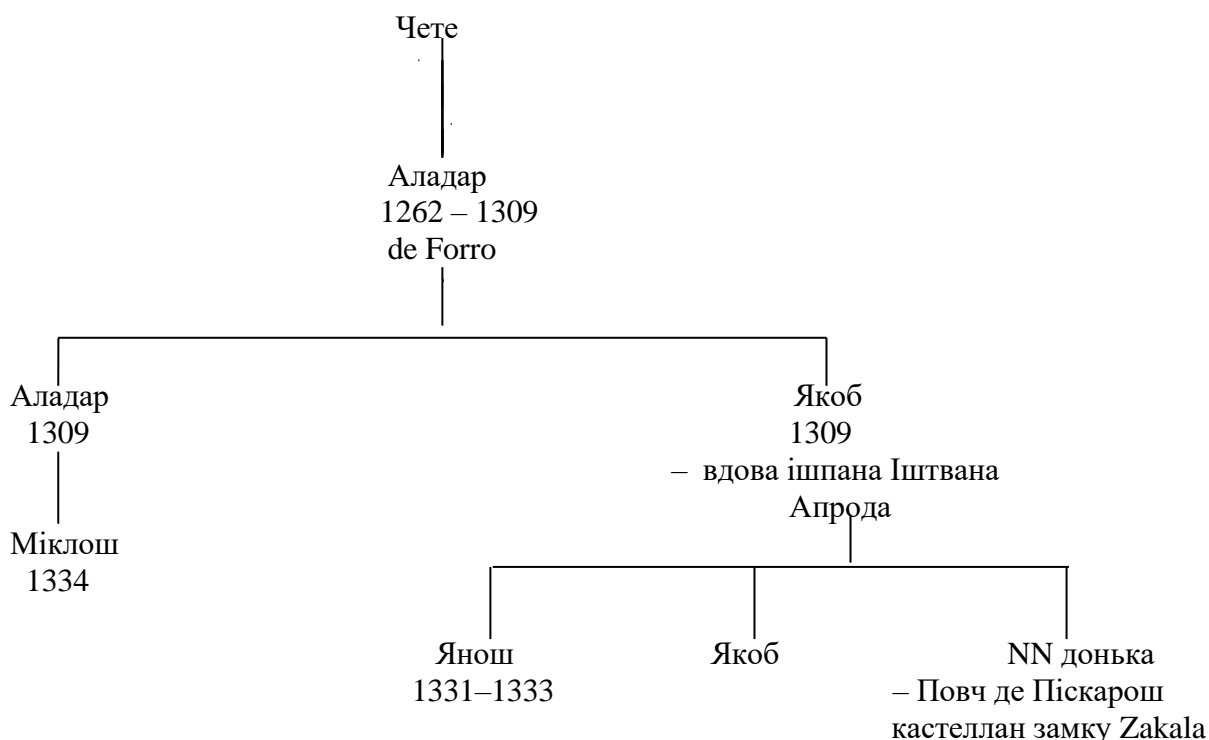 Чете
Аладар
1262 – 1309
de Forro
Аладар
1309
Якоб
1309
– вдова ішпана Іштвана
Апрода
Міклош
1334
Янош
1331–1333
Якоб
NN донька
– Повч де Піскарош
кастеллан замку Zakala